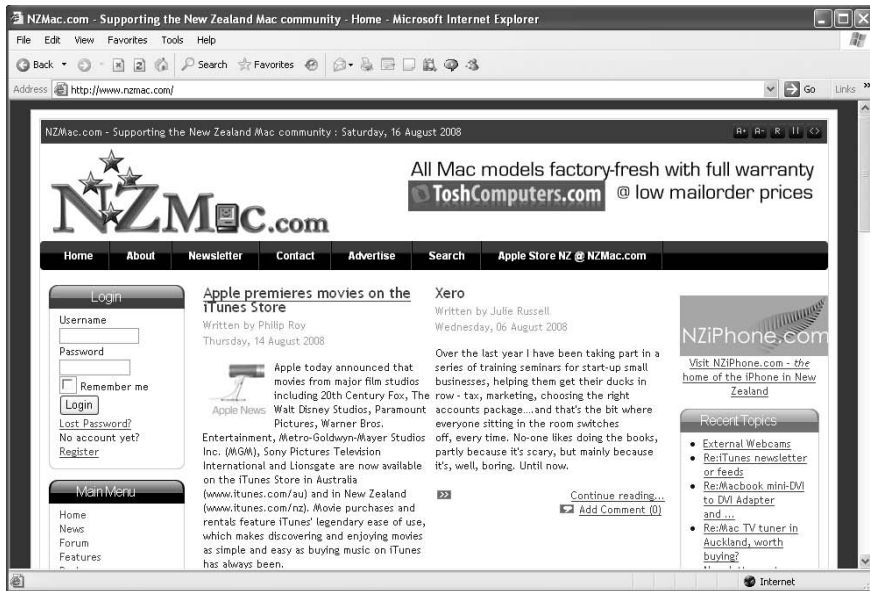 NZMac.com - Supporting the New Zealand Mac community - Home - Microsoft Internet Explorer
File Edit View Favorites Tools Help
Back Search Favorites
Address http://www.nzmac.com/ Go Links »
NZMac.com - Supporting the New Zealand Mac community : Saturday, 16 August 2008
A+ A- R
NZMac.com
All Mac models factory-fresh with full warranty
ToshComputers.com @ low mailorder prices
Home About Newsletter Contact Advertise Search Apple Store NZ @ NZMac.com
Login
Username
Password
Remember me
Login
Lost Password?
No account yet?
Register
Main Menu
Home
News
Forum
Features
Apple premieres movies on the
iTunes Store
Written by Philip Roy
Thursday, 14 August 2008
Apple News
Apple today announced that
movies from major film studios
including 20th Century Fox, The
Walt Disney Studios, Paramount
Pictures, Warner Bros.
Entertainment, Metro-Goldwyn-Mayer Studios
Inc. (MGM), Sony Pictures Television
International and Lionsgate are now available
on the iTunes Store in Australia
(www.itunes.com/au) and in New Zealand
(www.itunes.com/nz). Movie purchases and
rentals feature iTunes' legendary ease of use,
which makes discovering and enjoying movies
as simple and easy as buying music on iTunes
has always been.
Xero
Written by Julie Russell
Wednesday, 06 August 2008
Over the last year I have been taking part in a
series of training seminars for start-up small
businesses, helping them get their ducks in
row - tax, marketing, choosing the right
accounts package....and that's the bit where
everyone sitting in the room switches
off, every time. No-one likes doing the books,
partly because it's scary, but mainly because
it's, well, boring. Until now.
Continue reading...
Add Comment (0)
NZiPhone.com
Visit NZiPhone.com - the
home of the iPhone in New
Zealand
Recent Topics
External Webcams
Re:iTunes newsletter
or feeds
Re:Macbook mini-DVI
to DVI Adapter
and ...
Re:Mac TV tuner in
Auckland, worth
buying?
Internet